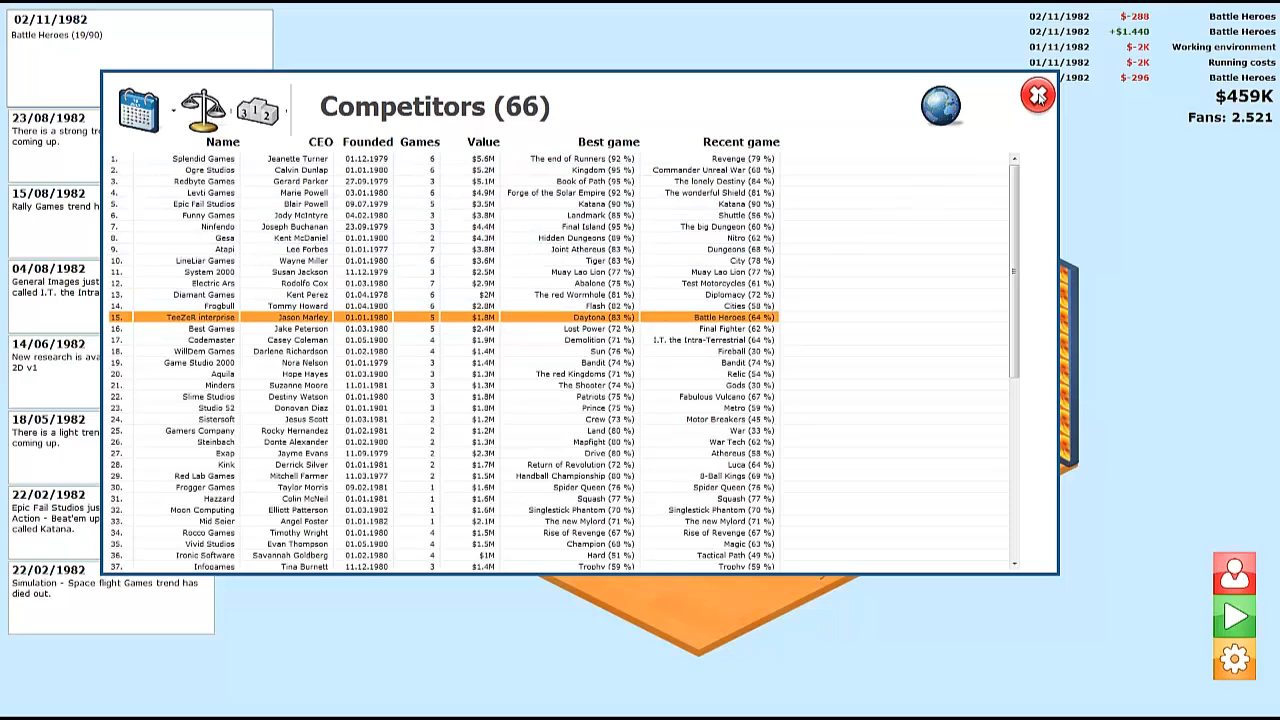 02/11/1982
Battle Heroes (19/90)
23/08/1982
There is a strong tre
coming up.
15/08/1982
Rally Games trend h
04/08/1982
General Images just
called I.T. the Intra
14/06/1982
New research is ava
2D v1
18/05/1982
There is a light tren
coming up.
22/02/1982
Epic Fail Studios jus
Action - Beat'em up
called Katana.
22/02/1982
Simulation - Space flight Games trend has
died out.
02/11/1982 $-288 Battle Heroes
02/11/1982 +$1.440 Battle Heroes
01/11/1982 $-2K Working environment
01/11/1982 $-2K Running costs
/1982 $-296 Battle Heroes
$459K
Fans: 2.521
Competitors (66)
Name CEO Founded Games Value Best game Recent game
1. Splendid Games Jeanette Turner 01.12.1979 6 $5.6M The end of Runners (92 %) Revenge (79 %)
2. Ogre Studios Calvin Dunlap 01.01.1980 6 $5.2M Kingdom (95 %) Commander Unreal War (68 %)
3. Redbyte Games Gerard Parker 27.09.1979 3 $5.1M Book of Path (95 %) The lonely Destiny (84 %)
4. Levti Games Marie Powell 03.01.1980 6 $4.9M Forge of the Solar Empire (92 %) The wonderful Shield (81 %)
5. Epic Fail Studios Blair Powell 09.07.1979 5 $3.5M Katana (90 %) Katana (90 %)
6. Funny Games Jody McIntyre 04.02.1980 3 $3.8M Landmark (85 %) Shuttle (56 %)
7. Ninfendo Joseph Buchanan 23.09.1979 3 $4.4M Final Island (95 %) The big Dungeon (60 %)
8. Gesa Kent McDaniel 01.01.1980 2 $4.3M Hidden Dungeons (89 %) Nitro (62 %)
9. Atapi Lee Forbes 01.01.1977 7 $3.8M Joint Athereus (83 %) Dungeons (68 %)
10. LineLiar Games Wayne Miller 01.01.1980 6 $3.6M Tiger (83 %) City (78 %)
11. System 2000 Susan Jackson 11.12.1979 3 $2.5M Muay Lao Lion (77 %) Muay Lao Lion (77 %)
12. Electric Ars Rodolfo Cox 01.03.1980 7 $2.9M Abalone (75 %) Test Motorcycles (61 %)
13. Diamant Games Kent Perez 01.04.1978 6 $2M The red Wormhole (81 %) Diplomacy (72 %)
14. Frogbull Tommy Howard 01.04.1980 6 $2.8M Flash (82 %) Cities (58 %)
15. TeeZeR interprise Jason Marley 01.01.1980 5 $1.8M Daytona (83 %) Battle Heroes (64 %)
16. Best Games Jake Peterson 01.03.1980 5 $2.4M Lost Power (72 %) Final Fighter (62 %)
17. Codemaster Casey Coleman 01.05.1980 4 $1.9M Demolition (71 %) I.T. the Intra-Terrestrial (64 %)
18. WillDem Games Darlene Richardson 01.02.1980 4 $1.4M Sun (76 %) Fireball (30 %)
19. Game Studio 2000 Nora Nelson 01.01.1979 3 $1.4M Bandit (74 %) Bandit (74 %)
20. Aquila Hope Hayes 01.03.1980 3 $1.3M The red Kingdoms (71 %) Relic (54 %)
21. Minders Suzanne Moore 11.01.1981 3 $1.3M The Shooter (74 %) Gods (30 %)
22. Slime Studios Destiny Watson 01.01.1980 3 $1.8M Patriots (75 %) Fabulous Vulcano (67 %)
23. Studio 52 Donovan Diaz 01.01.1981 3 $1.8M Prince (75 %) Metro (59 %)
24. Sistersoft Jesus Scott 01.03.1981 2 $1.2M Crew (73 %) Motor Breakers (45 %)
25. Gamers Company Rocky Hernandez 01.02.1981 2 $1.2M Land (80 %) War (33 %)
26. Steinbach Donte Alexander 01.02.1980 2 $1.3M Mapfight (80 %) War Tech (62 %)
27. Exap Jayme Evans 11.09.1979 2 $2.3M Drive (80 %) Athereus (58 %)
28. Kink Derrick Silver 01.01.1981 2 $1.7M Return of Revolution (72 %) Luca (64 %)
29. Red Lab Games Mitchell Farmer 11.03.1977 2 $1.5M Handball Championship (80 %) 8-Ball Kings (69 %)
30. Frogger Games Taylor Morris 09.02.1981 1 $1.6M Spider Queen (76 %) Spider Queen (76 %)
31. Hazzard Colin McNeil 01.01.1981 1 $1.6M Squash (77 %) Squash (77 %)
32. Moon Computing Elliott Patterson 01.03.1982 1 $1.6M Singlestick Phantom (70 %) Singlestick Phantom (70 %)
33. Mid Seier Angel Foster 01.01.1982 1 $2.1M The new Mylord (71 %) The new Mylord (71 %)
34. Rocco Games Timothy Wright 01.01.1980 4 $1.5M Rise of Revenge (67 %) Rise of Revenge (67 %)
35. Vivid Studios Evan Thompson 01.05.1980 4 $1.5M Champion (68 %) Magic (63 %)
36. Ironic Software Savannah Goldberg 01.02.1980 4 $1M Hard (51 %) Tactical Path (49 %)
37. Infogames Tina Burnett 11.12.1980 3 $1.4M Trophy (59 %) Trophy (59 %)